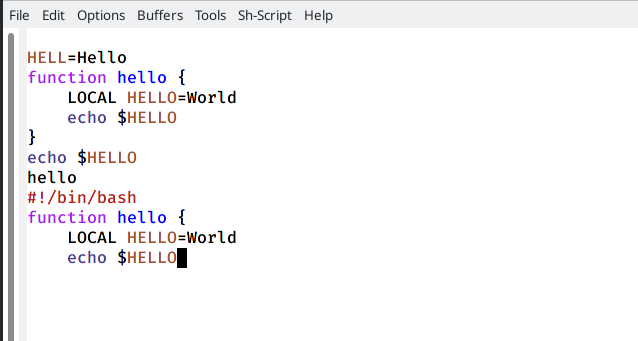 File Edit Options Buffers Tools Sh-Script Help
HELL=Hello
function hello {
    LOCAL HELLO=World
    echo $HELLO
}
echo $HELLO
hello
#!/bin/bash
function hello {
    LOCAL HELLO=World
    echo $HELLO